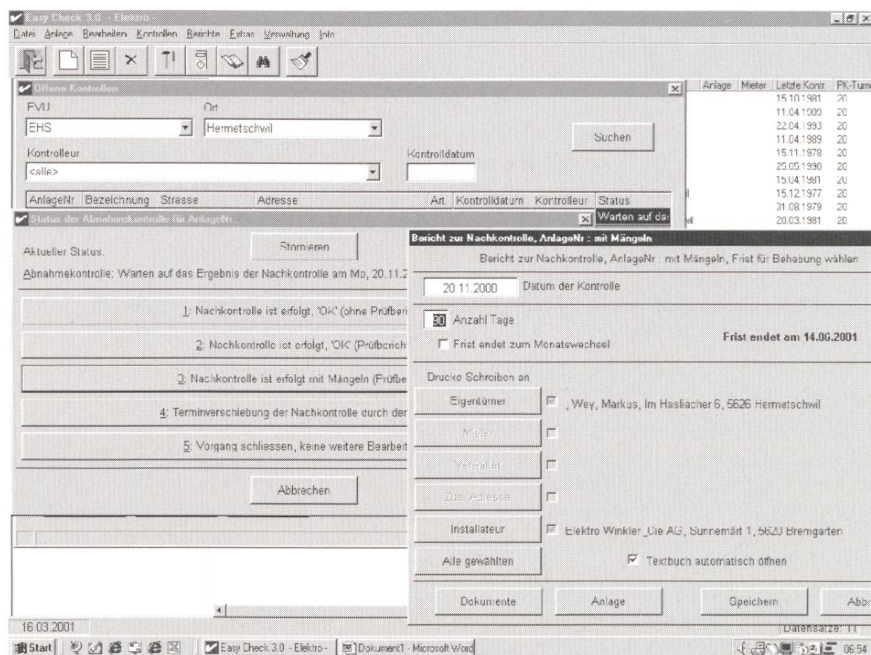 Easy Check 3.0 - Elektro -
Datei Anlage Bearbeiten Kontrollen Berichte Extras Verwaltung Info
Offene Kontrollen
EVU Ort
EHS Hermetschwil Suchen
Kontrolleur Kontrolldatum
<alle>
AnlageNr Bezeichnung Strasse Adresse Art Kontrolldatum Kontrolleur Status
Warten auf da
Anlage Mieter Letzte Kontr PK-Turn
15.10.1981 20
11.04.1989 20
22.04.1993 20
11.04.1989 20
15.11.1978 20
25.05.1990 20
15.04.1981 20
15.12.1977 20
31.08.1979 20
20.03.1981 20
Status der Abnahmekontrolle für AnlageNr.
Aktueller Status: Stornieren
Abnahmekontrolle: Warten auf das Ergebnis der Nachkontrolle am Mo, 20.11.2
1: Nachkontrolle ist erfolgt, 'OK' (ohne Prüfberi
2: Nachkontrolle ist erfolgt, 'OK' (Prüfbericht
3: Nachkontrolle ist erfolgt mit Mängeln (Prüfbe
4: Terminverschiebung der Nachkontrolle durch der
5: Vorgang schliessen, keine weitere Bearbeit
Abbrechen
Bericht zur Nachkontrolle, AnlageNr : mit Mängeln
Bericht zur Nachkontrolle, AnlageNr : mit Mängeln, Frist für Behebung wählen
20.11.2000 Datum der Kontrolle
90 Anzahl Tage
Frist endet zum Monatswechsel Frist endet am 14.06.2001
Drucke Schreiben an
Eigentürner , Wey, Markus, Im Hasliacher 6, 5626 Hermetschwil
Mieter
Verwalter
Zus. Adresse
Installateur Elektro Winkler _Cie AG, Sunnemärt 1, 5620 Bremgarten
Alle gewählten Textbuch automatisch öffnen
Dokumente Anlage Speichern Abb
16.03.2001 Datensätze: 11
Start Easy Check 3.0 - Elektro - Dokument1 - Microsoft Word 06:54